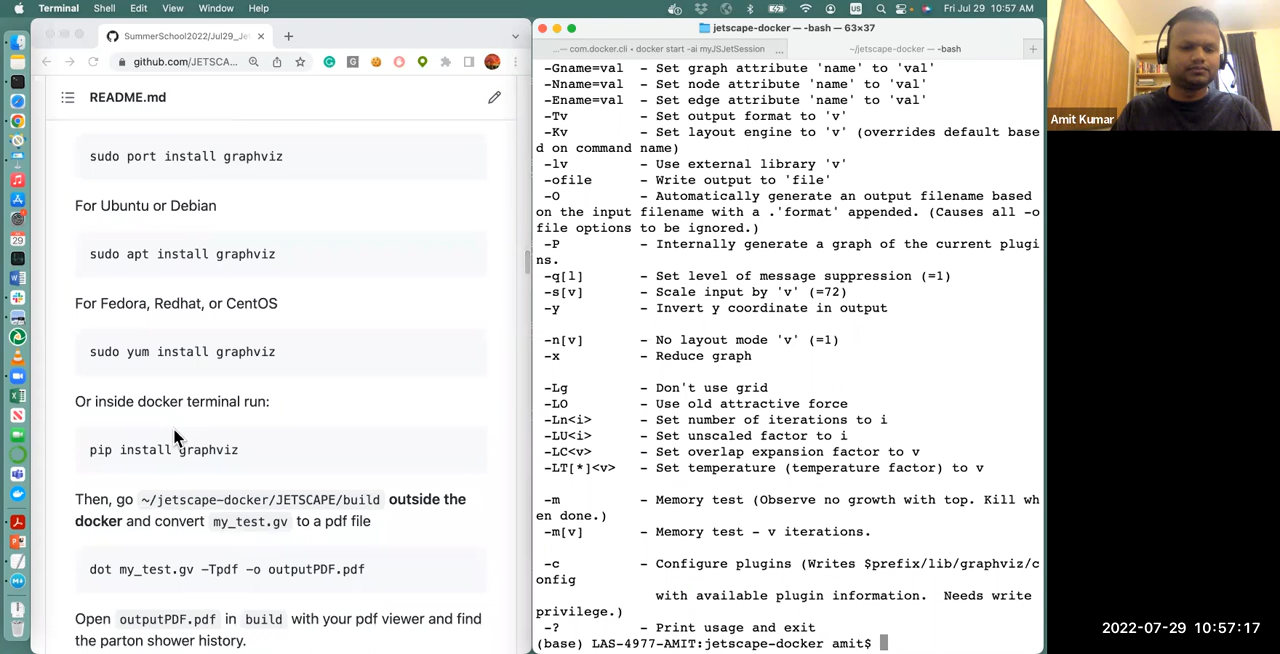 Terminal Shell Edit View Window Help
US
Fri Jul 29 10:57 AM
SummerSchool2022/Jul29_Jet
github.com/JETSCA...
README.md
sudo port install graphviz
For Ubuntu or Debian
sudo apt install graphviz
For Fedora, Redhat, or CentOS
sudo yum install graphviz
Or inside docker terminal run:
pip install graphviz
Then, go ~/jetscape-docker/JETSCAPE/build outside the
docker and convert my_test.gv to a pdf file
dot my_test.gv -Tpdf -o outputPDF.pdf
Open outputPDF.pdf in build with your pdf viewer and find
the parton shower history.
jetscape-docker — -bash — 63×37
... — com.docker.cli • docker start -ai myJSJetSession ...
~/jetscape-docker — -bash
-Gname=val - Set graph attribute 'name' to 'val'
-Nname=val - Set node attribute 'name' to 'val'
-Ename=val - Set edge attribute 'name' to 'val'
-Tv - Set output format to 'v'
-Kv - Set layout engine to 'v' (overrides default base
d on command name)
-lv - Use external library 'v'
-ofile - Write output to 'file'
-O - Automatically generate an output filename based
on the input filename with a .'format' appended. (Causes all -o
file options to be ignored.)
-P - Internally generate a graph of the current plugi
ns.
-q[l] - Set level of message suppression (=1)
-s[v] - Scale input by 'v' (=72)
-y - Invert y coordinate in output
-n[v] - No layout mode 'v' (=1)
-x - Reduce graph
-Lg - Don't use grid
-LO - Use old attractive force
-Ln<i> - Set number of iterations to i
-LU<i> - Set unscaled factor to i
-LC<v> - Set overlap expansion factor to v
-LT[*]<v> - Set temperature (temperature factor) to v
-m - Memory test (Observe no growth with top. Kill wh
en done.)
-m[v] - Memory test - v iterations.
-c - Configure plugins (Writes $prefix/lib/graphviz/c
onfig
with available plugin information. Needs write
privilege.)
-? - Print usage and exit
(base) LAS-4977-AMIT:jetscape-docker amit$
Amit Kumar
2022-07-29 10:57:17